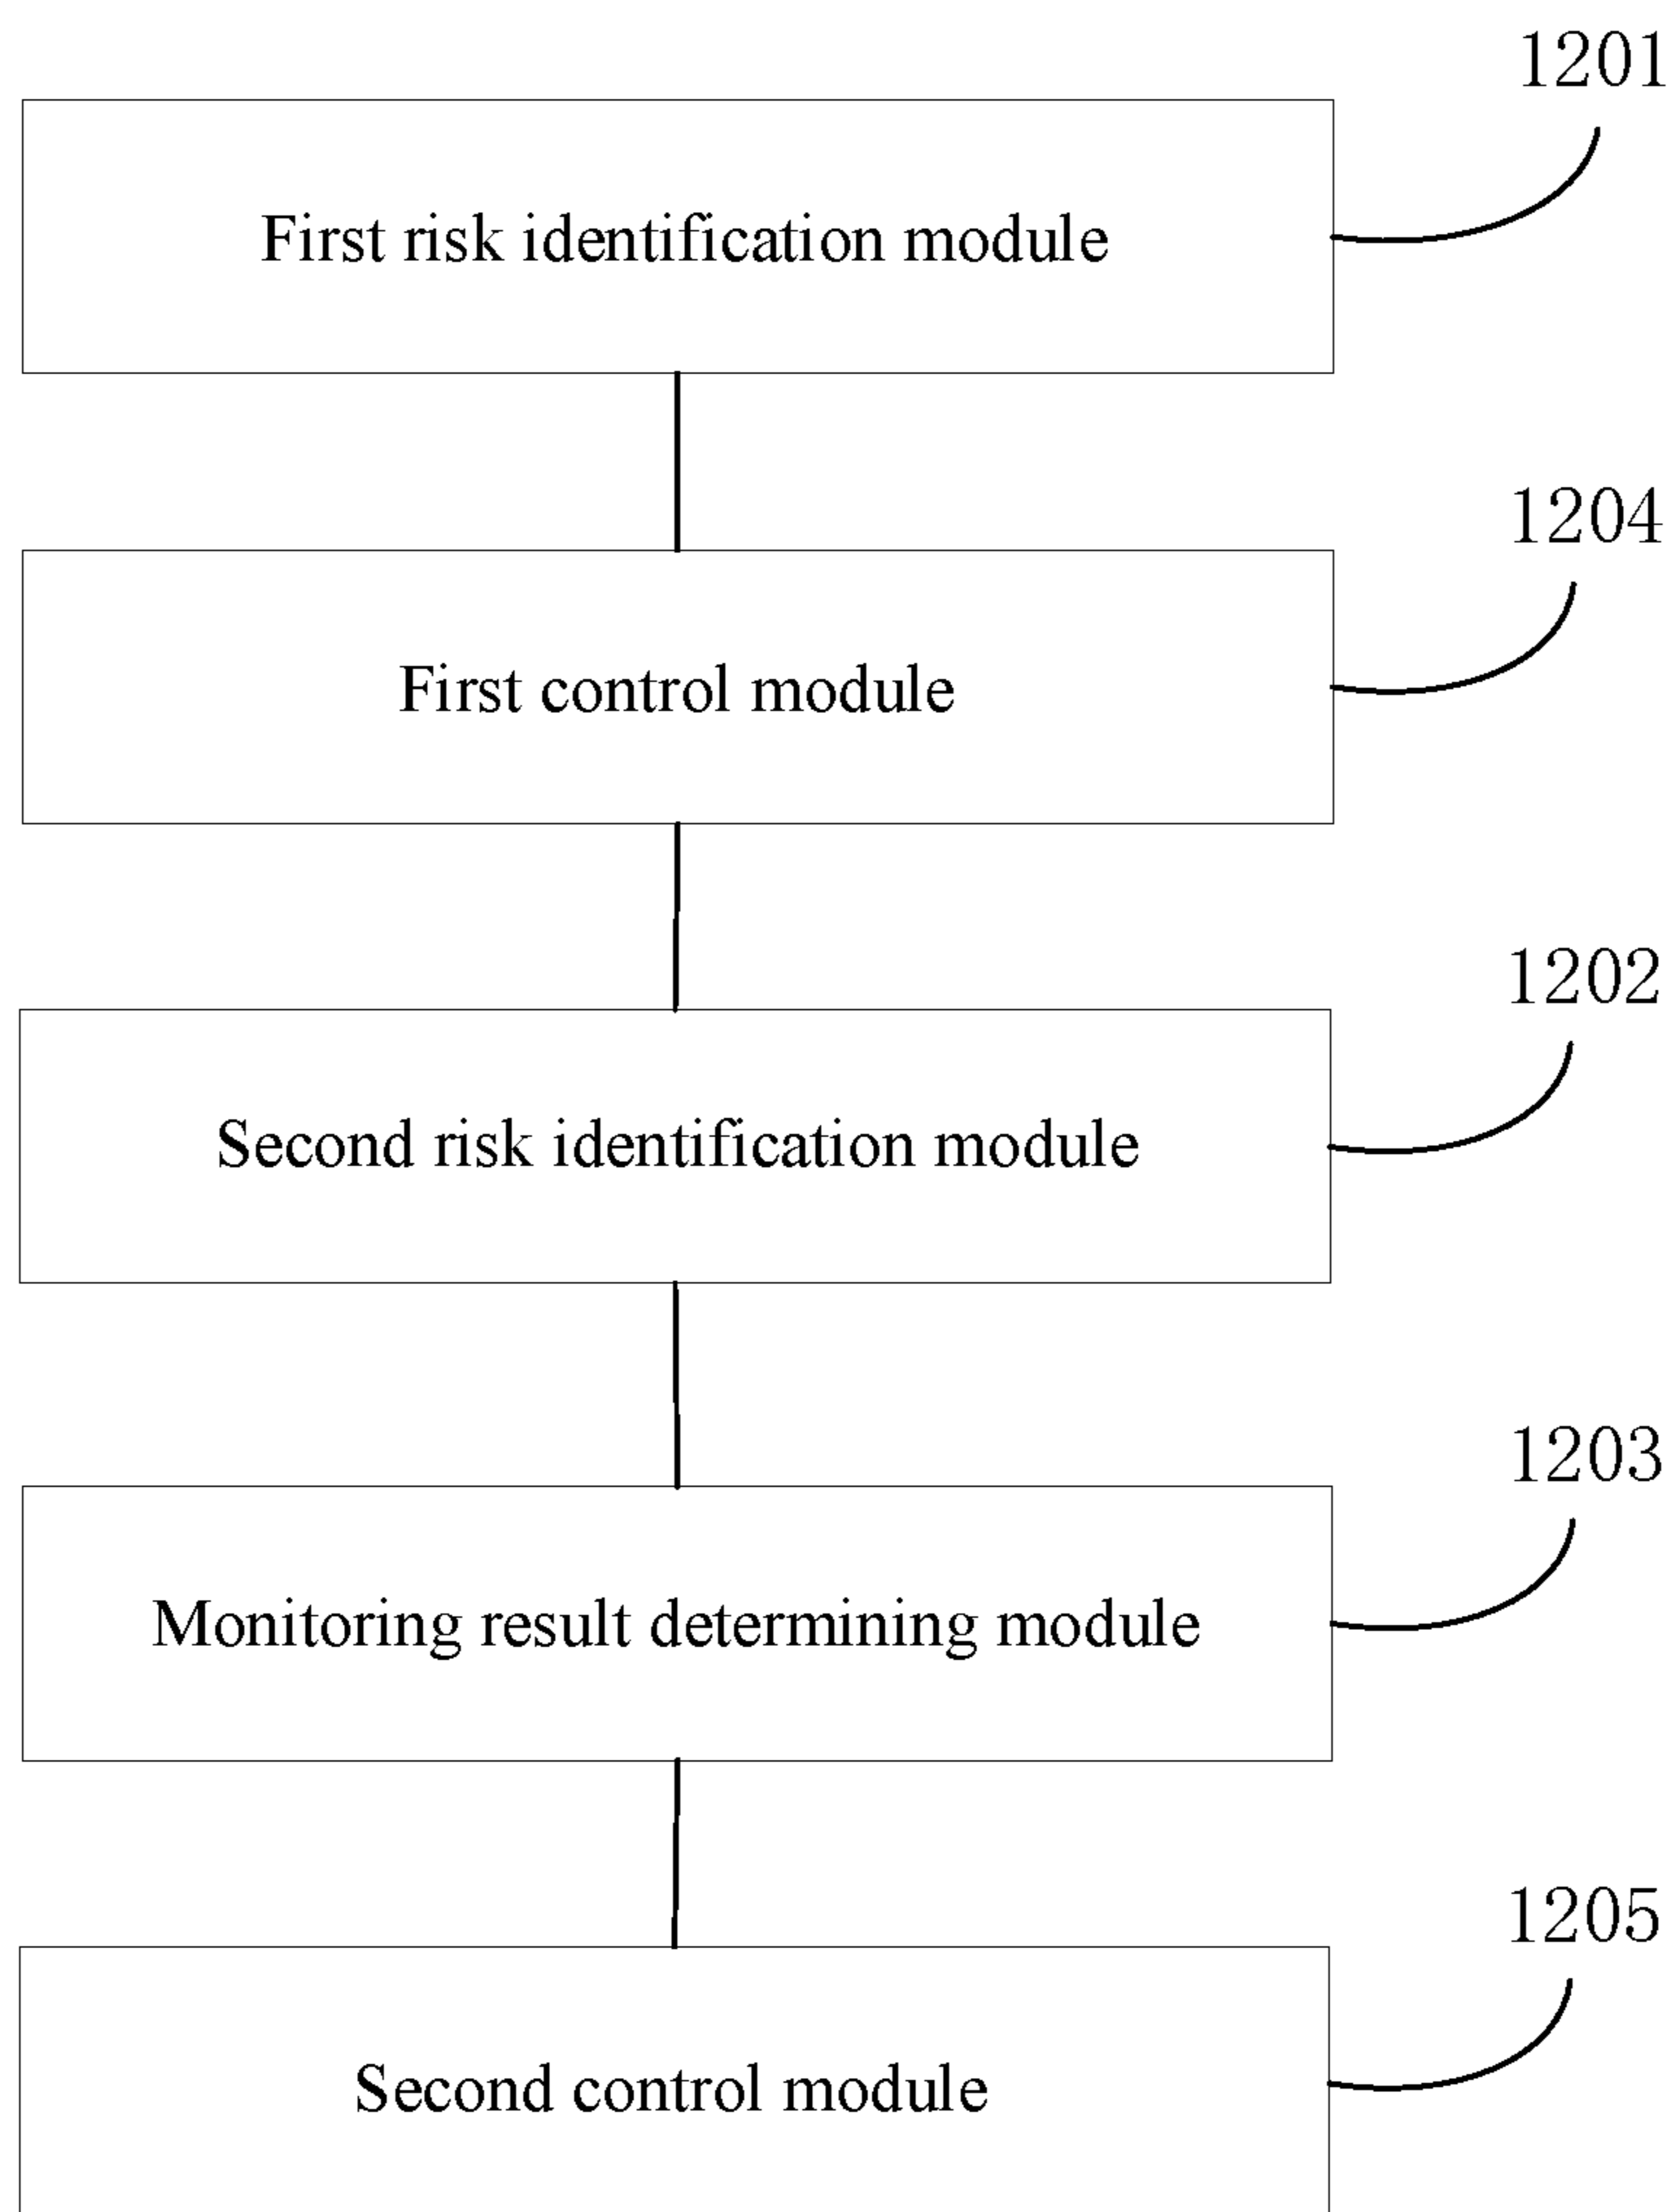 1201
First risk identification module
1204
First control module
1202
Second risk identification module
1203
Monitoring result determining module
1205
Second control module